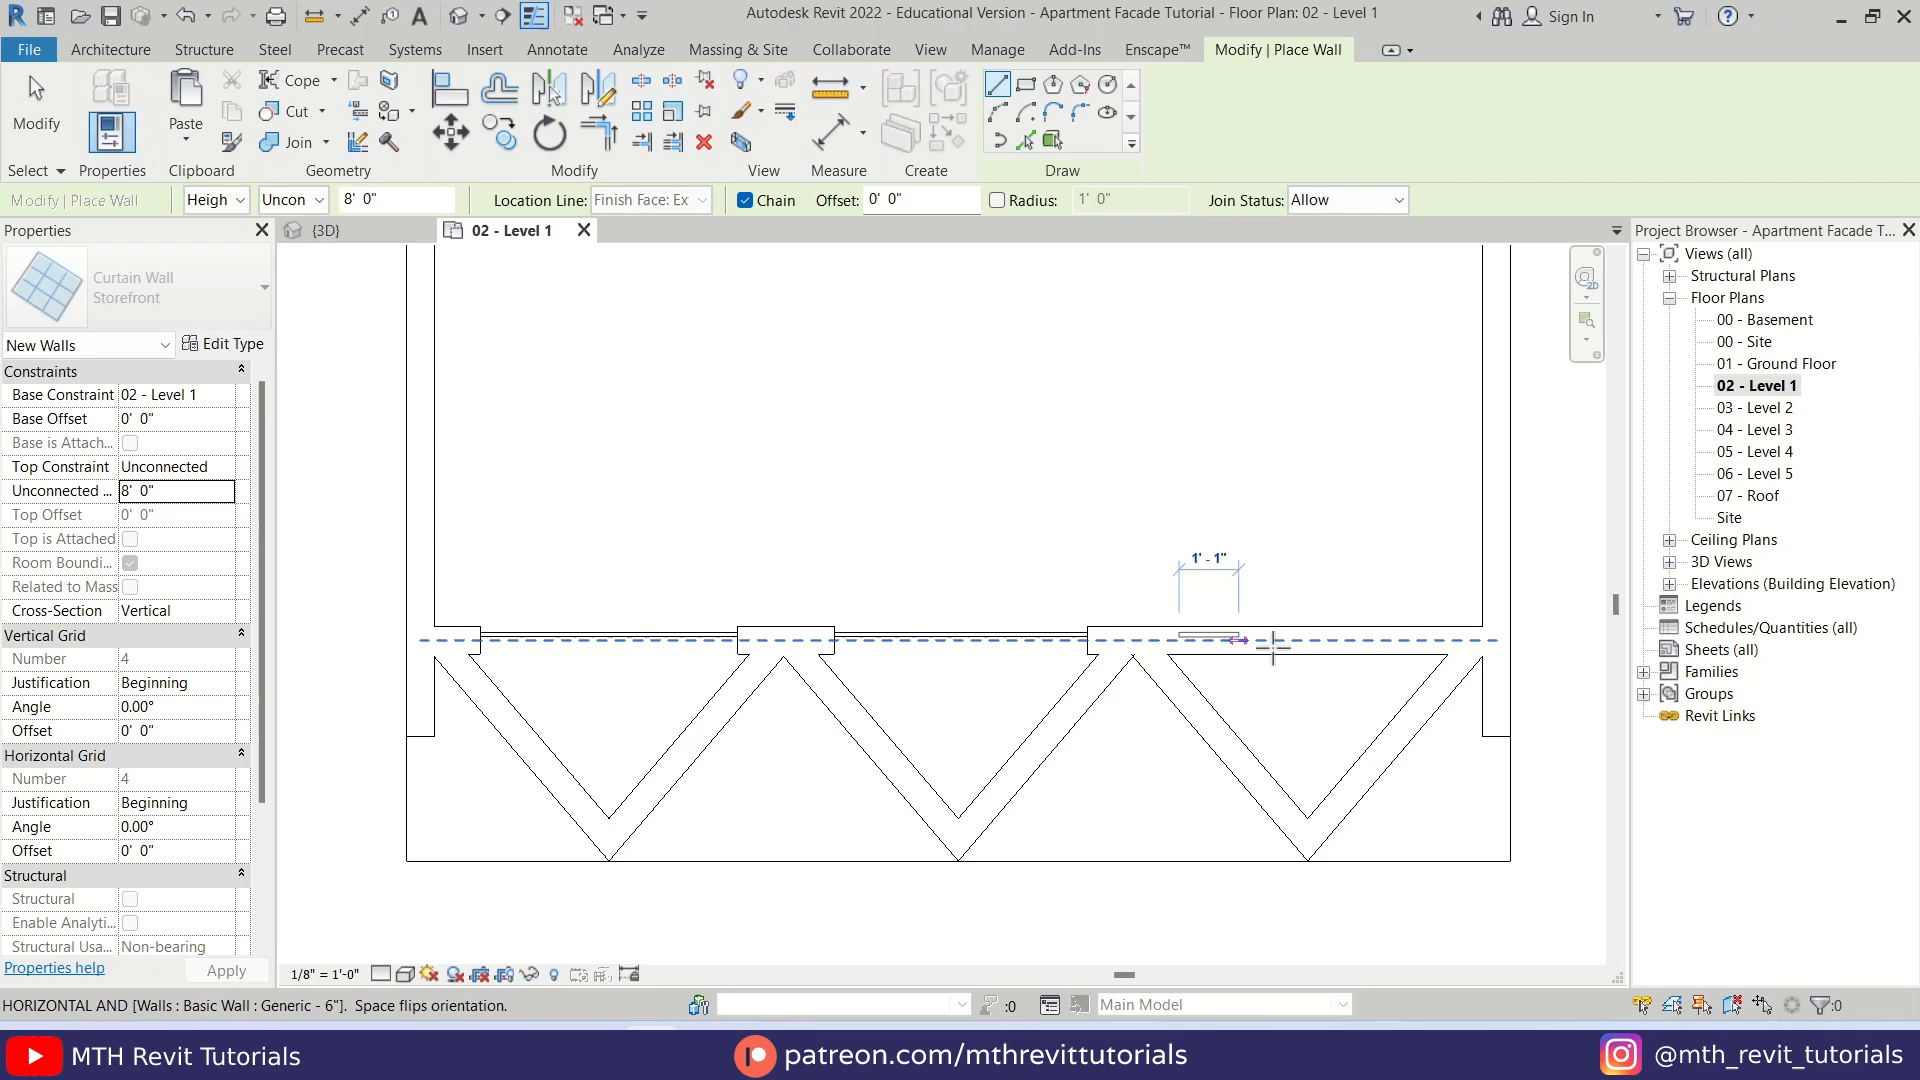 Autodesk Revit 2022 - Educational Version - Apartment Facade Tutorial - Floor Plan: 02 - Level 1
Sign In
File
Architecture
Structure
Steel
Precast
Systems
Insert
Annotate
Analyze
Massing & Site
Collaborate
View
Manage
Add-Ins
Enscape™
Modify | Place Wall
Modify
Paste
Cope
Cut
Join
Select
Properties
Clipboard
Geometry
Modify
View
Measure
Create
Draw
Modify | Place Wall
Heigh
Uncon
8' 0"
Location Line:
Finish Face: Ex
Chain
Offset:
0' 0"
Radius:
1' 0"
Join Status:
Allow
Properties
{3D}
02 - Level 1
Project Browser - Apartment Facade T...
Curtain Wall
Storefront
New Walls
Edit Type
Constraints
Base Constraint 02 - Level 1
Base Offset 0' 0"
Base is Attach...
Top Constraint Unconnected
Unconnected ... 8' 0"
Top Offset 0' 0"
Top is Attached
Room Boundi...
Related to Mass
Cross-Section Vertical
Vertical Grid
Number 4
Justification Beginning
Angle 0.00°
Offset 0' 0"
Horizontal Grid
Number 4
Justification Beginning
Angle 0.00°
Offset 0' 0"
Structural
Structural
Enable Analyti...
Structural Usa... Non-bearing
Properties help
Apply
1' - 1"
2D
Views (all)
Structural Plans
Floor Plans
00 - Basement
00 - Site
01 - Ground Floor
02 - Level 1
03 - Level 2
04 - Level 3
05 - Level 4
06 - Level 5
07 - Roof
Site
Ceiling Plans
3D Views
Elevations (Building Elevation)
Legends
Schedules/Quantities (all)
Sheets (all)
Families
Groups
Revit Links
1/8" = 1'-0"
HORIZONTAL AND [Walls : Basic Wall : Generic - 6"]. Space flips orientation.
:0
Main Model
:0
MTH Revit Tutorials
patreon.com/mthrevittutorials
@mth_revit_tutorials